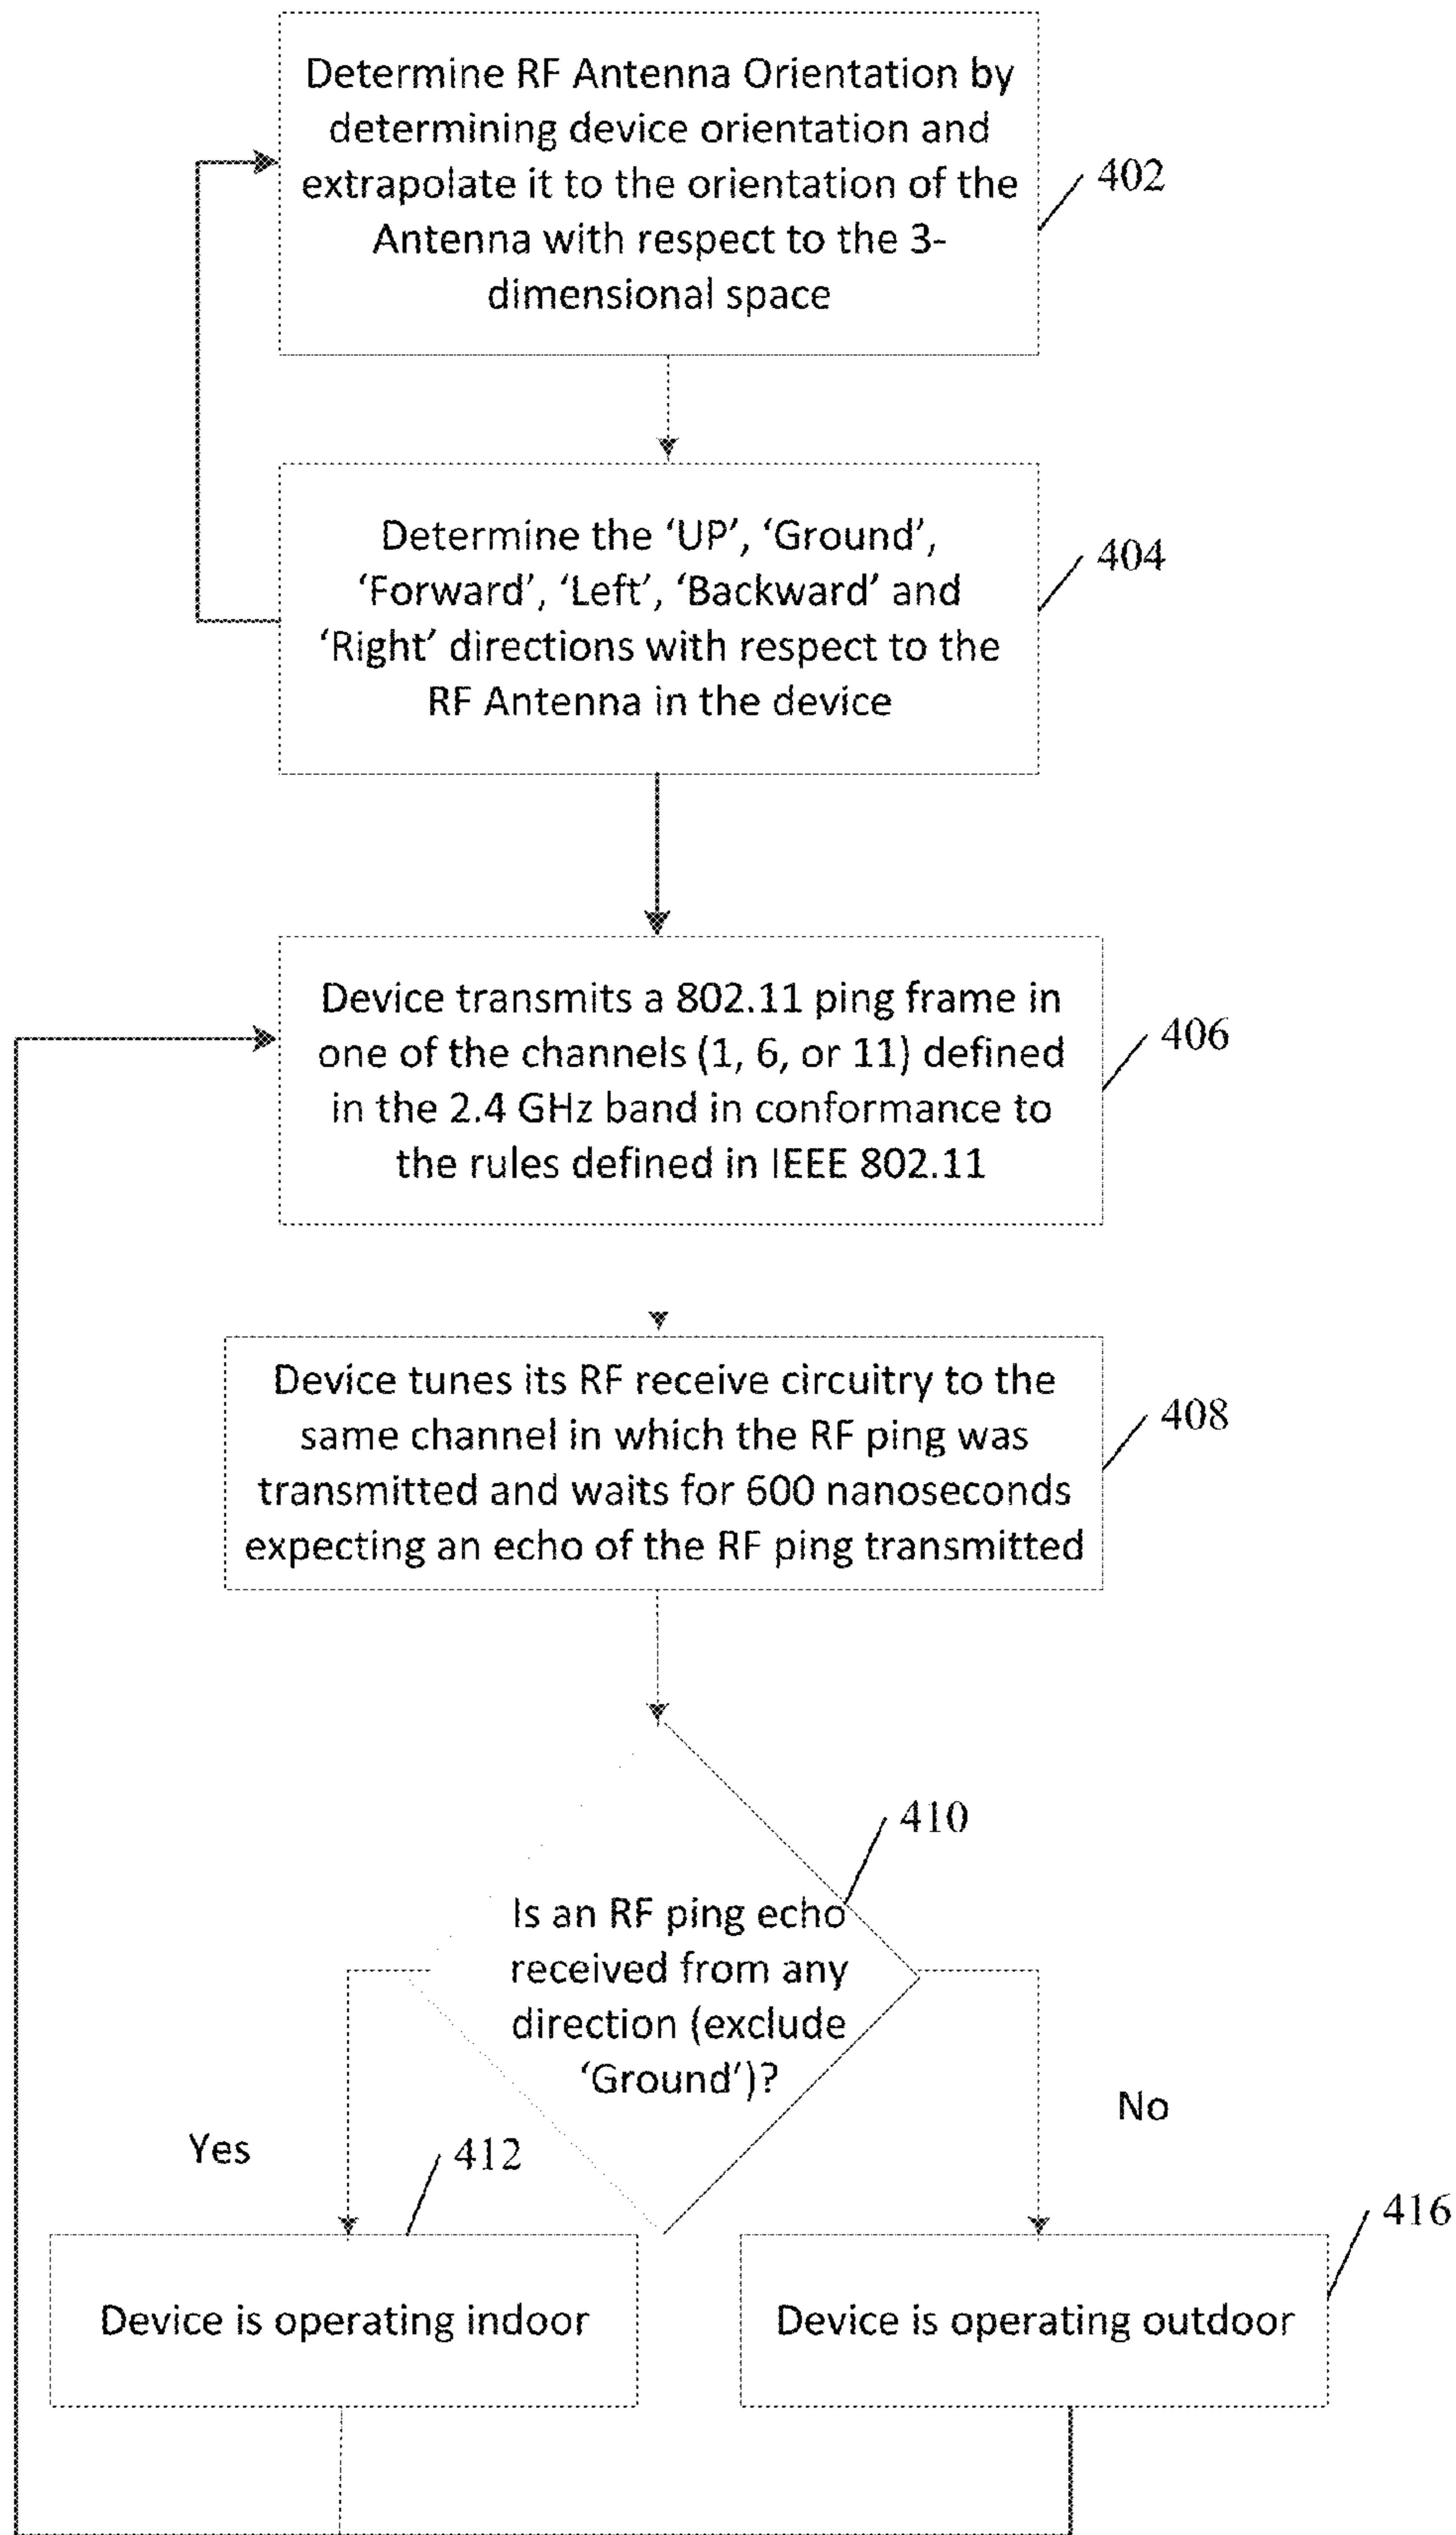 Determine RF Antenna Orientation by
determining device orientation and
extrapolate it to the orientation of the
Antenna with respect to the 3-
dimensional space
402
Determine the ‘UP’, ‘Ground’,
‘Forward’, ‘Left’, ‘Backward’ and
‘Right’ directions with respect to the
RF Antenna in the device
404
Device transmits a 802.11 ping frame in
one of the channels (1, 6, or 11) defined
in the 2.4 GHz band in conformance to
the rules defined in IEEE 802.11
406
Device tunes its RF receive circuitry to the
same channel in which the RF ping was
transmitted and waits for 600 nanoseconds
expecting an echo of the RF ping transmitted
408
410
Is an RF ping echo
received from any
direction (exclude
‘Ground’)?
Yes
No
412
416
Device is operating indoor
Device is operating outdoor